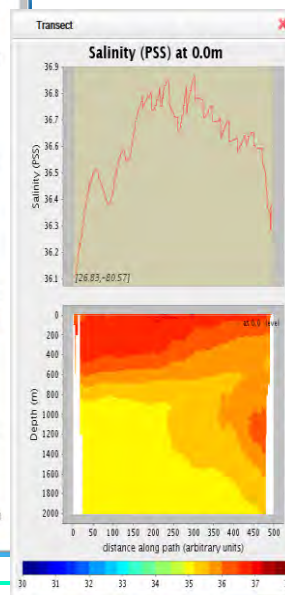 Transect
Salinity (PSS) at 0.0m
Salinity (PSS)
36.9
36.8
36.7
36.6
36.5
36.4
36.3
36.2
36.1
[26.83,-80.57]
Depth (m)
0
200
400
600
800
1000
1200
1400
1600
1800
2000
at 0.0 level
0 50 100 150 200 250 300 350 400 450 500
distance along path (arbitrary units)
30 31 32 33 34 35 36 37